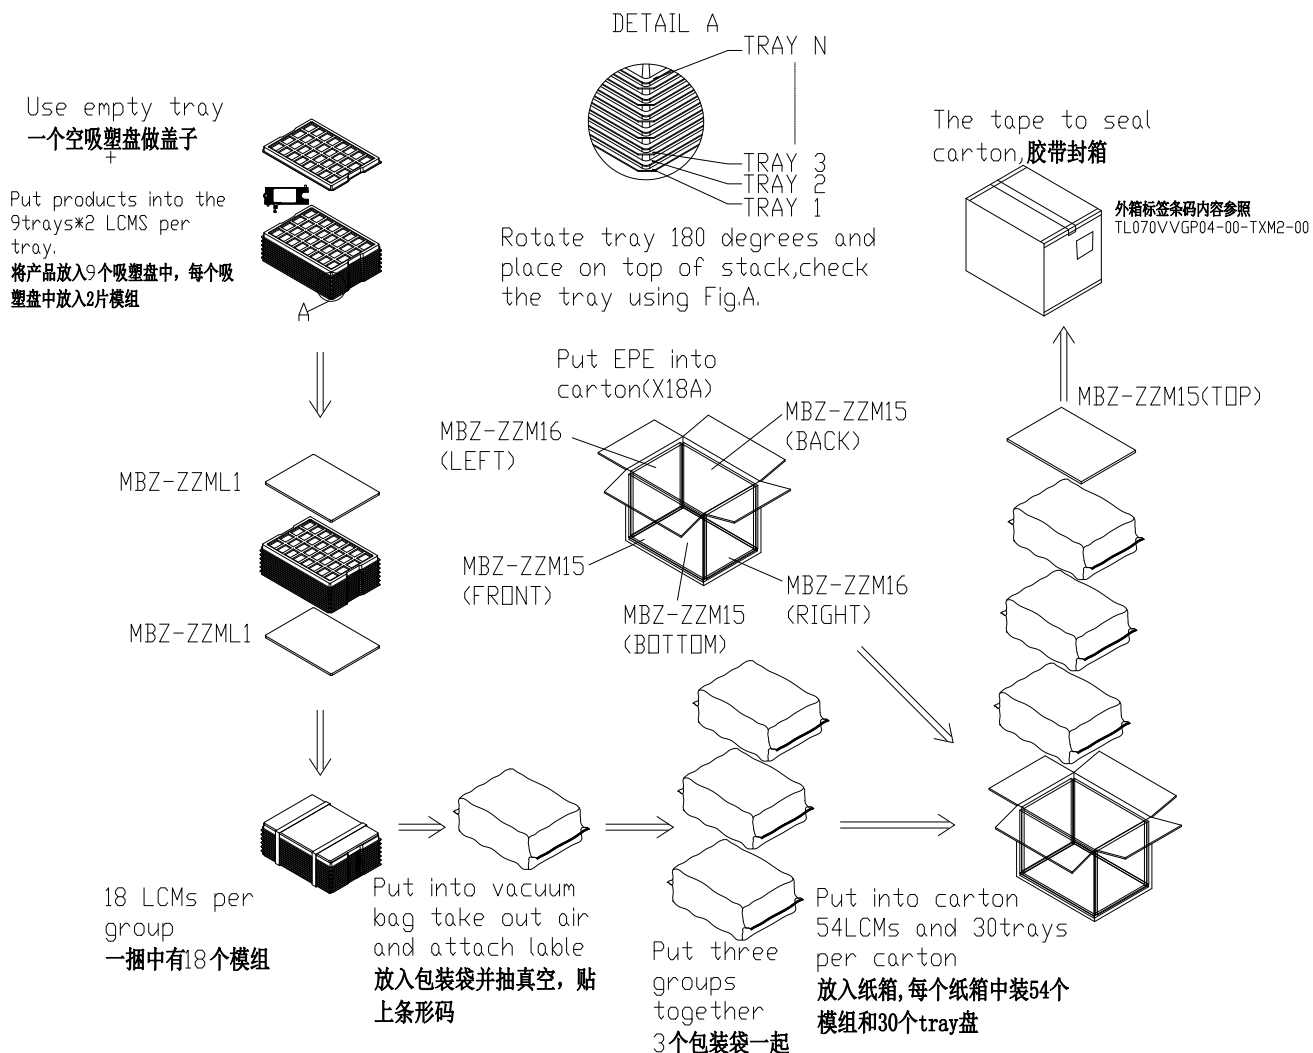 DETAIL A
TRAY N
TRAY 3
TRAY 2
TRAY 1
Rotate tray 180 degrees and
place on top of stack,check
the tray using Fig.A.
Use empty tray
一个空吸塑盘做盖子
+
Put products into the
9trays*2 LCMS per
tray.
将产品放入9个吸塑盘中，每个吸
塑盘中放入2片模组
A
The tape to seal
carton,胶带封箱
外箱标签条码内容参照
TL070VVGP04-00-TXM2-00
Put EPE into
carton(X18A)
MBZ-ZZM16
(LEFT)
MBZ-ZZM15
(BACK)
MBZ-ZZM15
(FRONT)
MBZ-ZZM15
(BOTTOM)
MBZ-ZZM16
(RIGHT)
MBZ-ZZM15(TOP)
MBZ-ZZML1
MBZ-ZZML1
18 LCMs per
group
一捆中有18个模组
Put into vacuum
bag take out air
and attach lable
放入包装袋并抽真空，贴
上条形码
Put three
groups
together
3个包装袋一起
Put into carton
54LCMs and 30trays
per carton
放入纸箱,每个纸箱中装54个
模组和30个tray盘